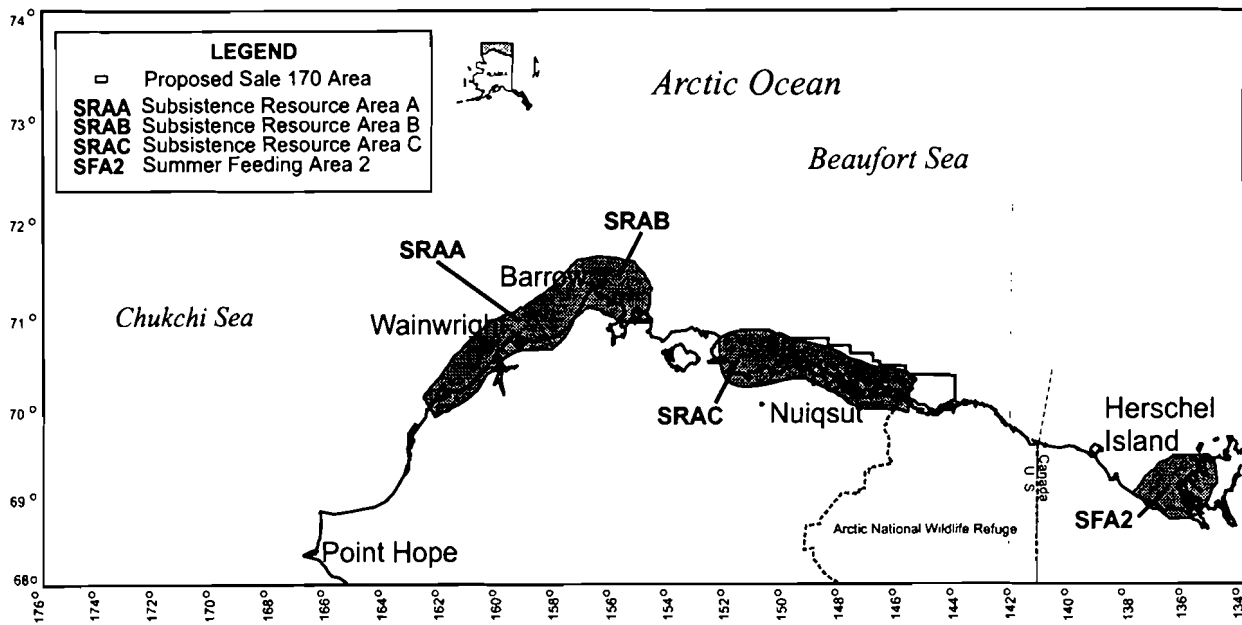 74°
73°
72°
71°
70°
69°
68°
LEGEND
Proposed Sale 170 Area
SRAA Subsistence Resource Area A
SRAB Subsistence Resource Area B
SRAC Subsistence Resource Area C
SFA2 Summer Feeding Area 2
Arctic Ocean
Beaufort Sea
SRAB
SRAA
Barrow
Chukchi Sea
Wainwright
SRAC
Nuiqsut
Herschel
Island
Canada
U S
SFA2
Arctic National Wildlife Refuge
Point Hope
176°
174°
172°
170°
168°
166°
164°
162°
160°
158°
156°
154°
152°
150°
148°
146°
144°
142°
140°
138°
136°
134°